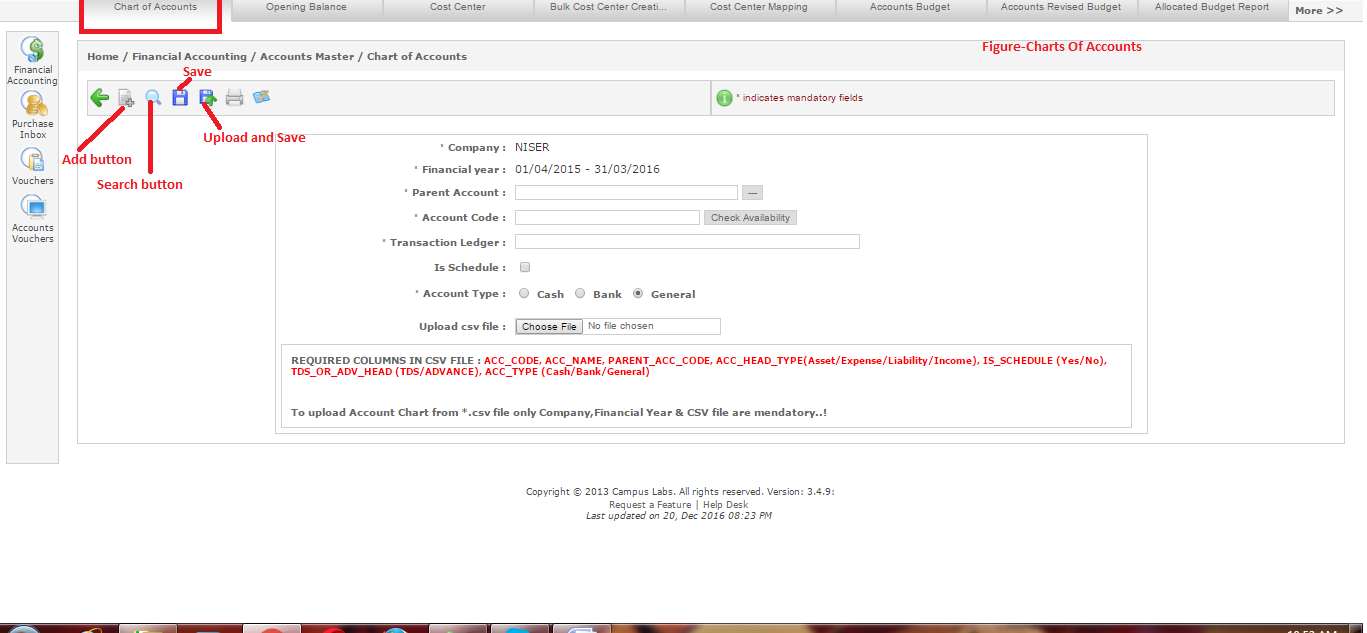 Chart of Accounts
Opening Balance
Cost Center
Bulk Cost Center Creati...
Cost Center Mapping
Accounts Budget
Accounts Revised Budget
Allocated Budget Report
More >>
Financial
Accounting
Purchase
Inbox
Vouchers
Accounts
Vouchers
Figure-Charts Of Accounts
Home / Financial Accounting / Accounts Master / Chart of Accounts
Save
* indicates mandatory fields
Upload and Save
Add button
Search button
* Company : NISER
* Financial year : 01/04/2015 - 31/03/2016
* Parent Account : ---
* Account Code : Check Availability
* Transaction Ledger :
Is Schedule :
* Account Type : Cash Bank General
Upload csv file : Choose File No file chosen
REQUIRED COLUMNS IN CSV FILE : ACC_CODE, ACC_NAME, PARENT_ACC_CODE, ACC_HEAD_TYPE(Asset/Expense/Liability/Income), IS_SCHEDULE (Yes/No),
TDS_OR_ADV_HEAD (TDS/ADVANCE), ACC_TYPE (Cash/Bank/General)
To upload Account Chart from *.csv file only Company,Financial Year & CSV file are mendatory..!
Copyright © 2013 Campus Labs. All rights reserved. Version: 3.4.9:
Request a Feature | Help Desk
Last updated on 20, Dec 2016 08:23 PM